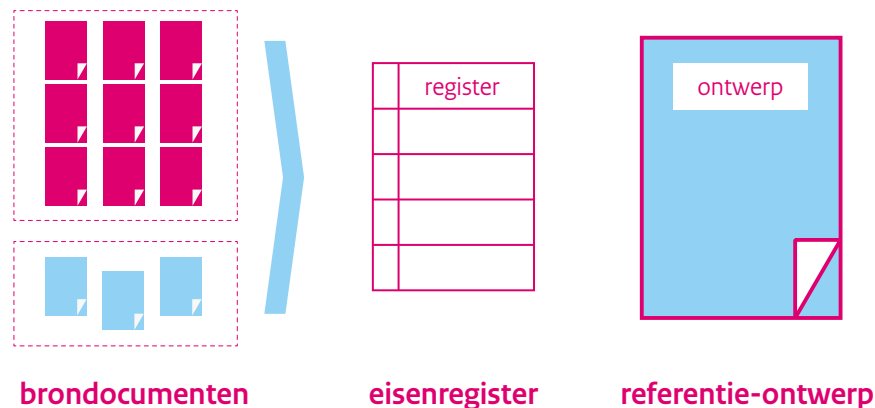 register
ontwerp
brondocumenten
eisenregister
referentie-ontwerp